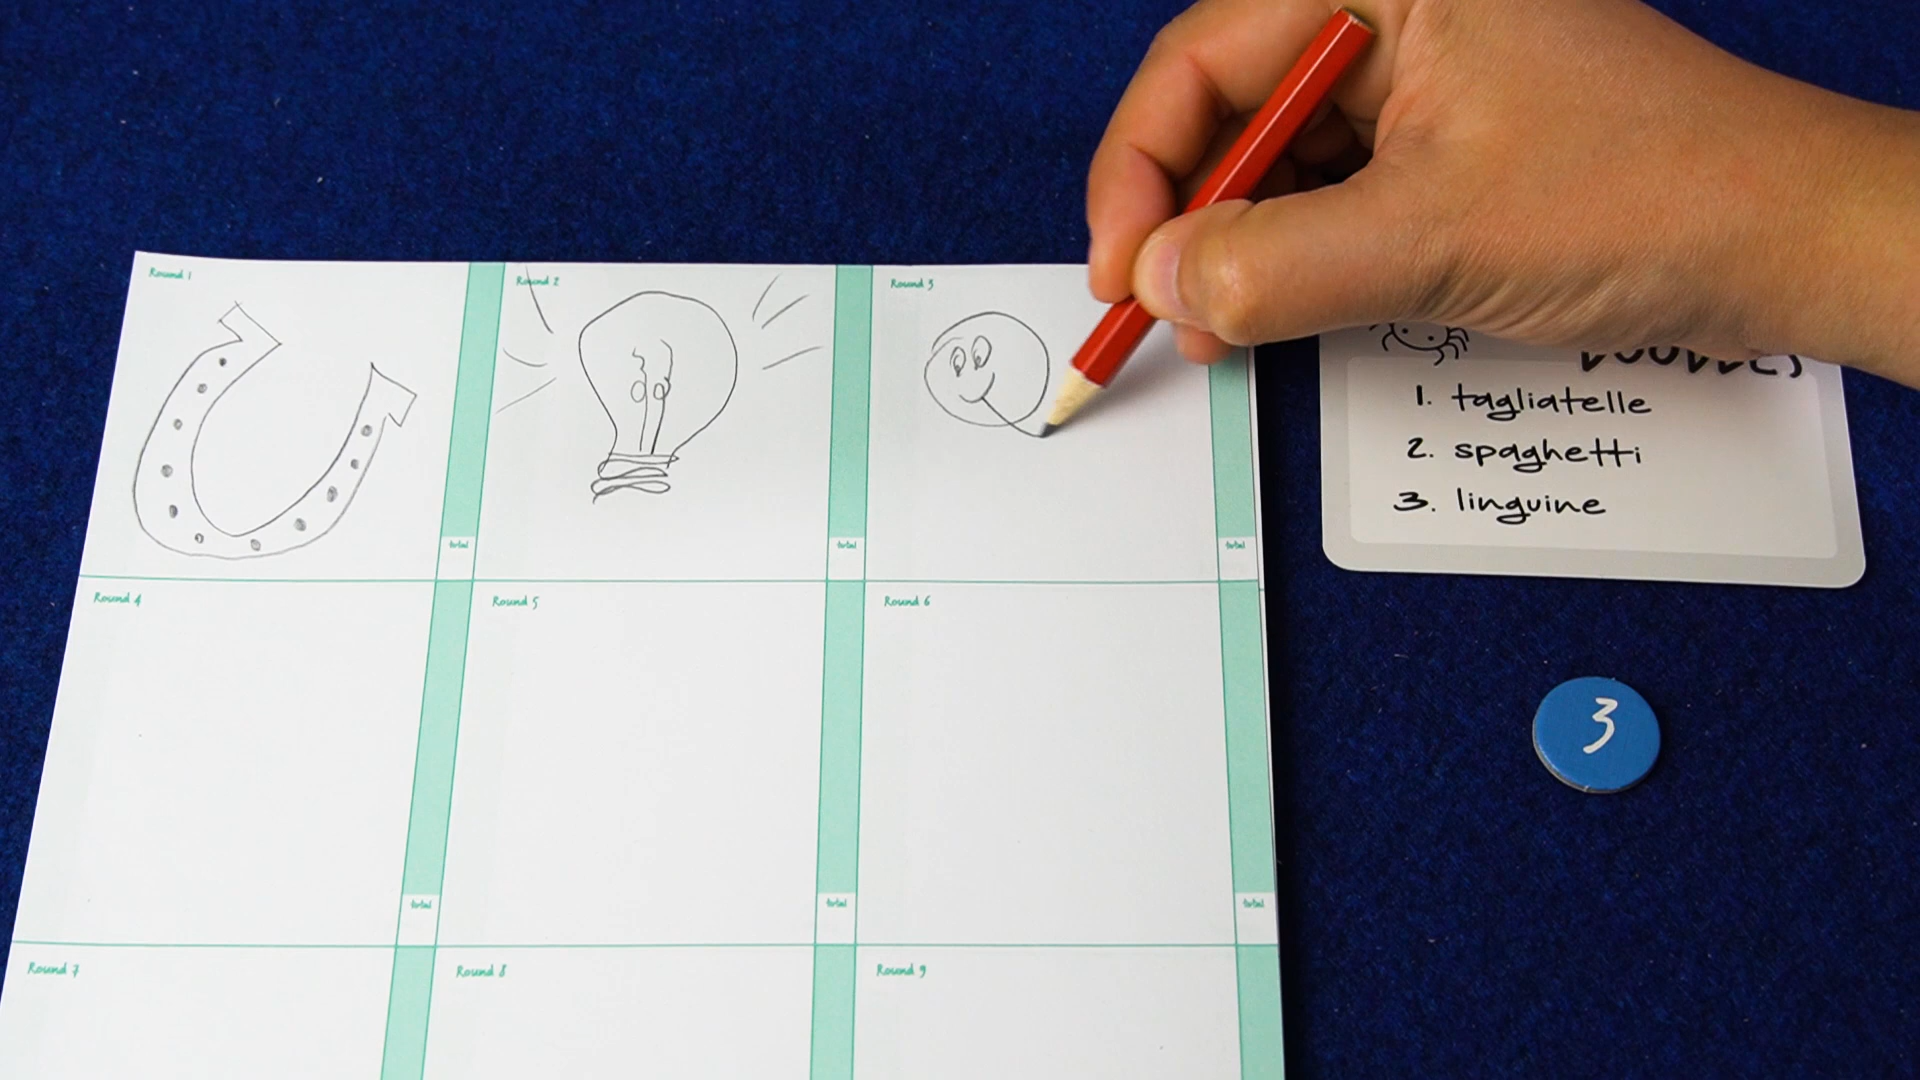 Round 1
Round 2
Round 3
1. tagliatelle
2. spaghetti
3. linguine
total
total
total
Round 4
Round 5
Round 6
3
total
total
total
Round 7
Round 8
Round 9